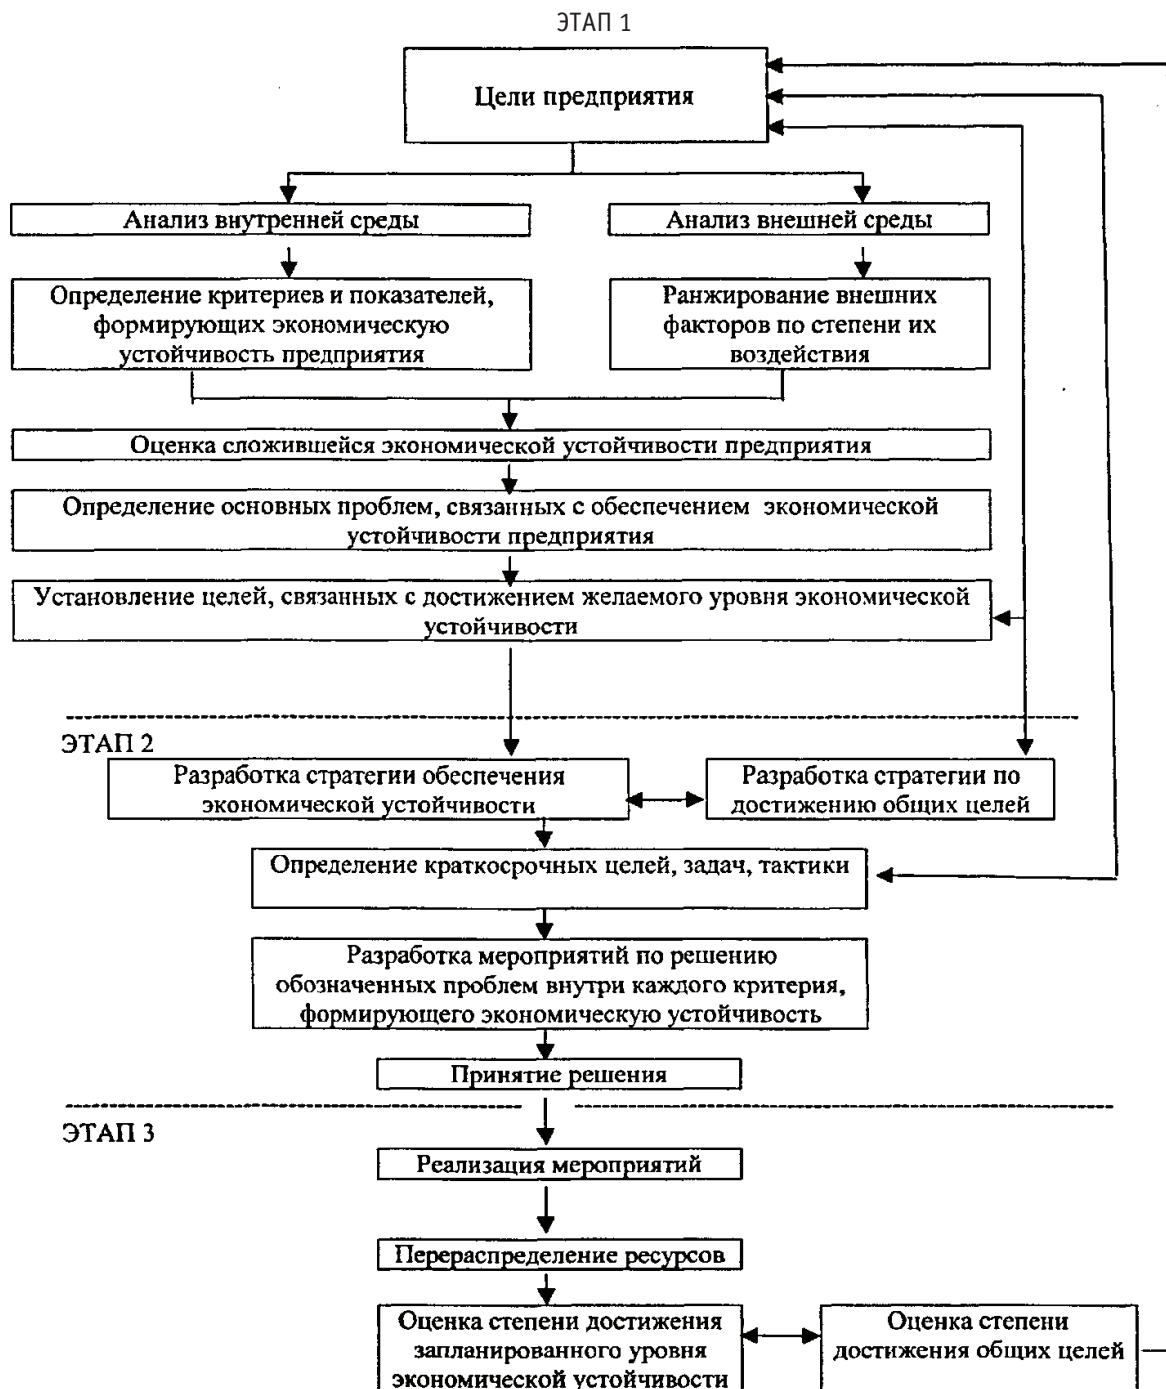 ЭТАП 1
Цели предприятия
Анализ внутренней среды
Анализ внешней среды
Определение критериев и показателей,
формирующих экономическую
устойчивость предприятия
Ранжирование внешних
факторов по степени их
воздействия
Оценка сложившейся экономической устойчивости предприятия
Определение основных проблем, связанных с обеспечением экономической
устойчивости предприятия
Установление целей, связанных с достижением желаемого уровня экономической
устойчивости
ЭТАП 2
Разработка стратегии обеспечения
экономической устойчивости
Разработка стратегии по
достижению общих целей
Определение краткосрочных целей, задач, тактики
Разработка мероприятий по решению
обозначенных проблем внутри каждого критерия,
формирующего экономическую устойчивость
Принятие решения
ЭТАП 3
Реализация мероприятий
Перераспределение ресурсов
Оценка степени достижения
запланированного уровня
экономической устойчивости
Оценка степени
достижения общих целей